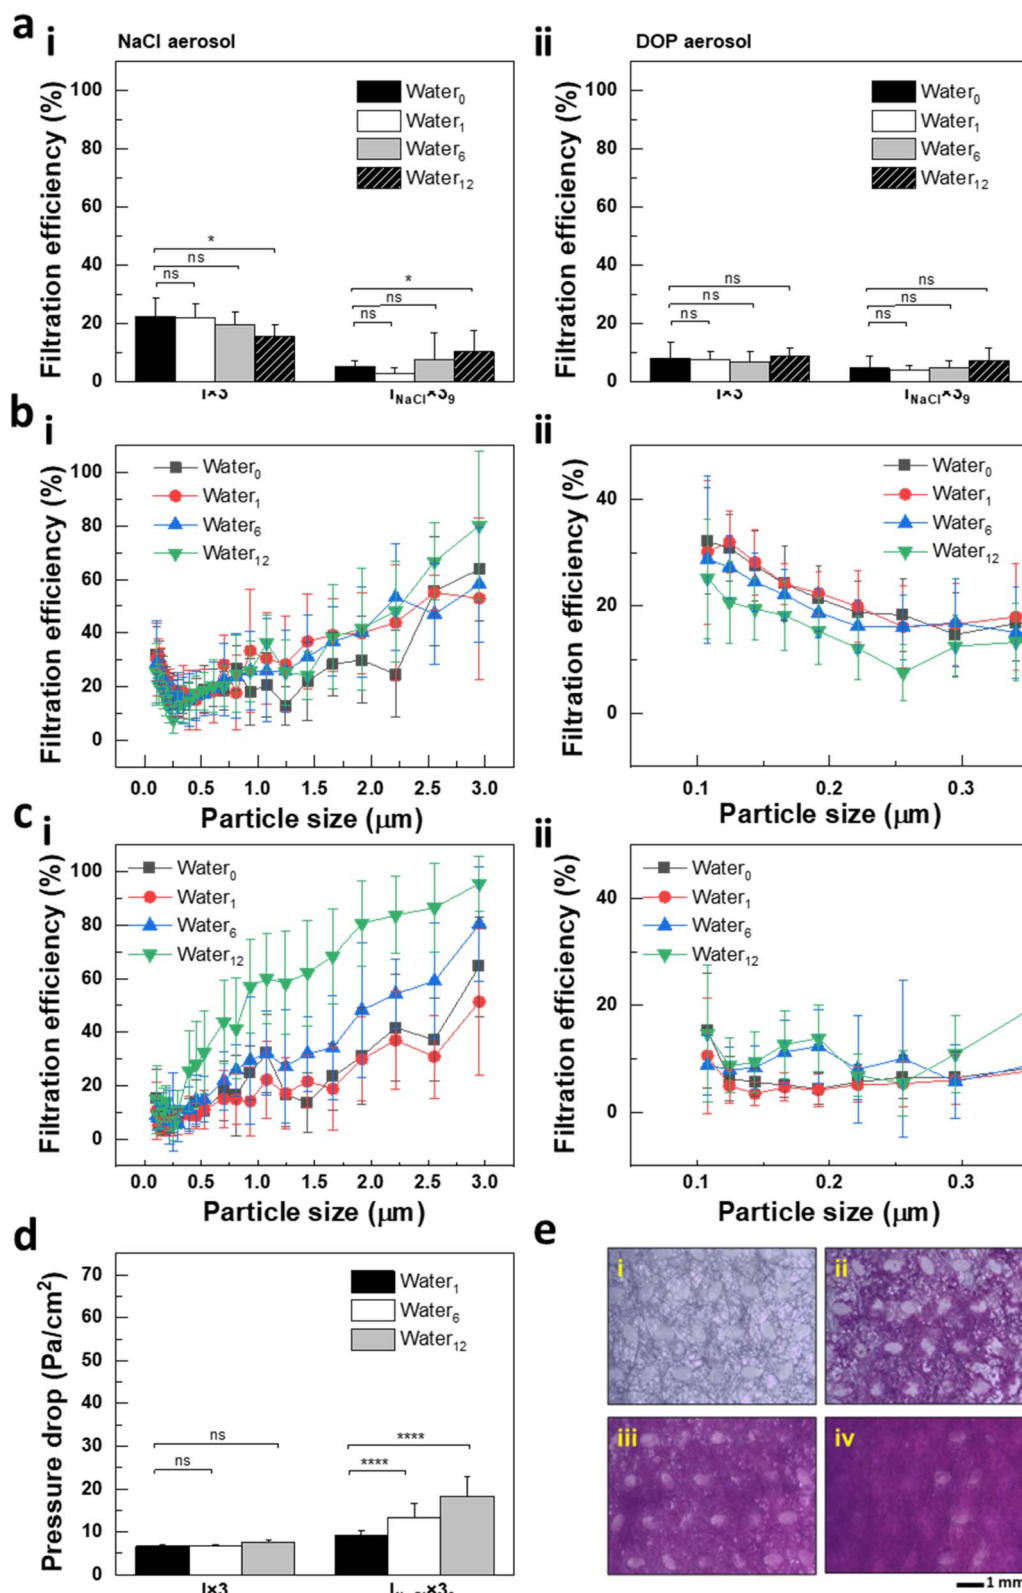 a
i
NaCl aerosol
Filtration efficiency (%)
100
80
60
40
20
0
Water0
Water1
Water6
Water12
*
ns
ns
*
ns
ns
ii
DOP aerosol
Filtration efficiency (%)
100
80
60
40
20
0
Water0
Water1
Water6
Water12
ns
ns
ns
ns
ns
ns
b
i
Filtration efficiency (%)
100
80
60
40
20
0
Water0
Water1
Water6
Water12
0.0 0.5 1.0 1.5 2.0 2.5 3.0
Particle size (μm)
ii
Filtration efficiency (%)
40
20
0
Water0
Water1
Water6
Water12
0.1 0.2 0.3
Particle size (μm)
c
i
Filtration efficiency (%)
100
80
60
40
20
0
Water0
Water1
Water6
Water12
0.0 0.5 1.0 1.5 2.0 2.5 3.0
Particle size (μm)
ii
Filtration efficiency (%)
40
20
0
Water0
Water1
Water6
Water12
0.1 0.2 0.3
Particle size (μm)
d
Pressure drop (Pa/cm²)
70
60
50
40
30
20
10
0
Water1
Water6
Water12
ns
ns
****
****
e
i
ii
iii
iv
1 mm